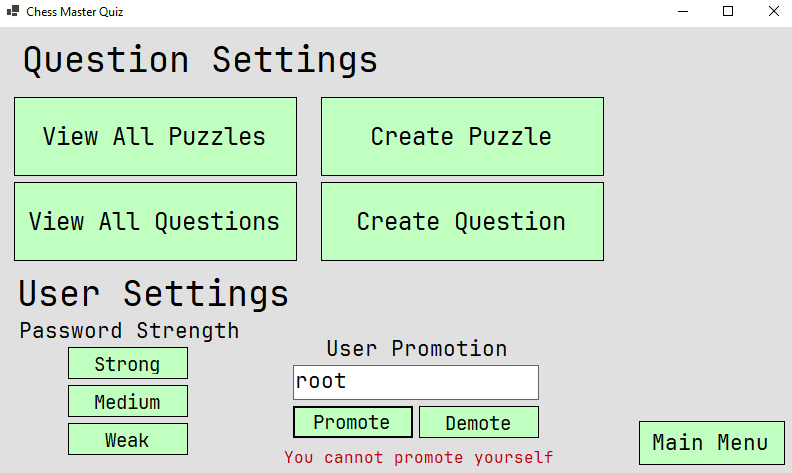 Chess Master Quiz
Question Settings
View All Puzzles
Create Puzzle
View All Questions
Create Question
User Settings
Password Strength
Strong
Medium
Weak
User Promotion
root
Promote
Demote
You cannot promote yourself
Main Menu